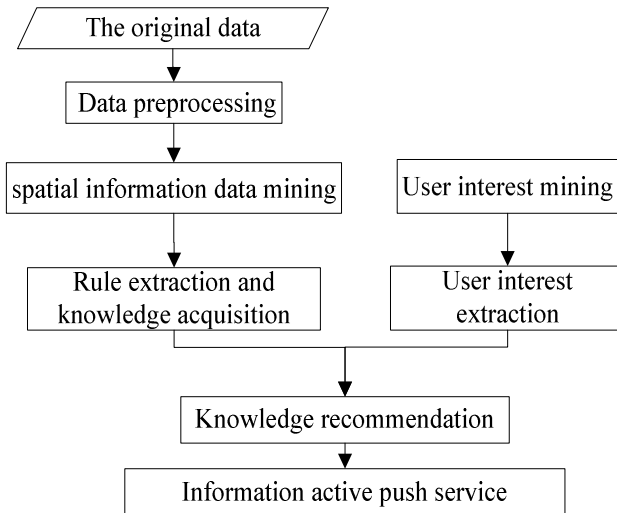 The original data
Data preprocessing
spatial information data mining
User interest mining
Rule extraction and
knowledge acquisition
User interest
extraction
Knowledge recommendation
Information active push service